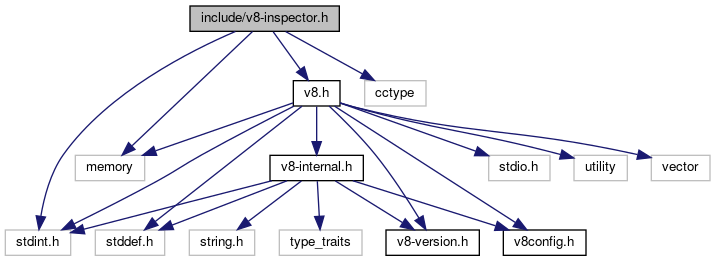 include/v8-inspector.h
v8.h
cctype
memory
v8-internal.h
stdio.h
utility
vector
stdint.h
stddef.h
string.h
type_traits
v8-version.h
v8config.h